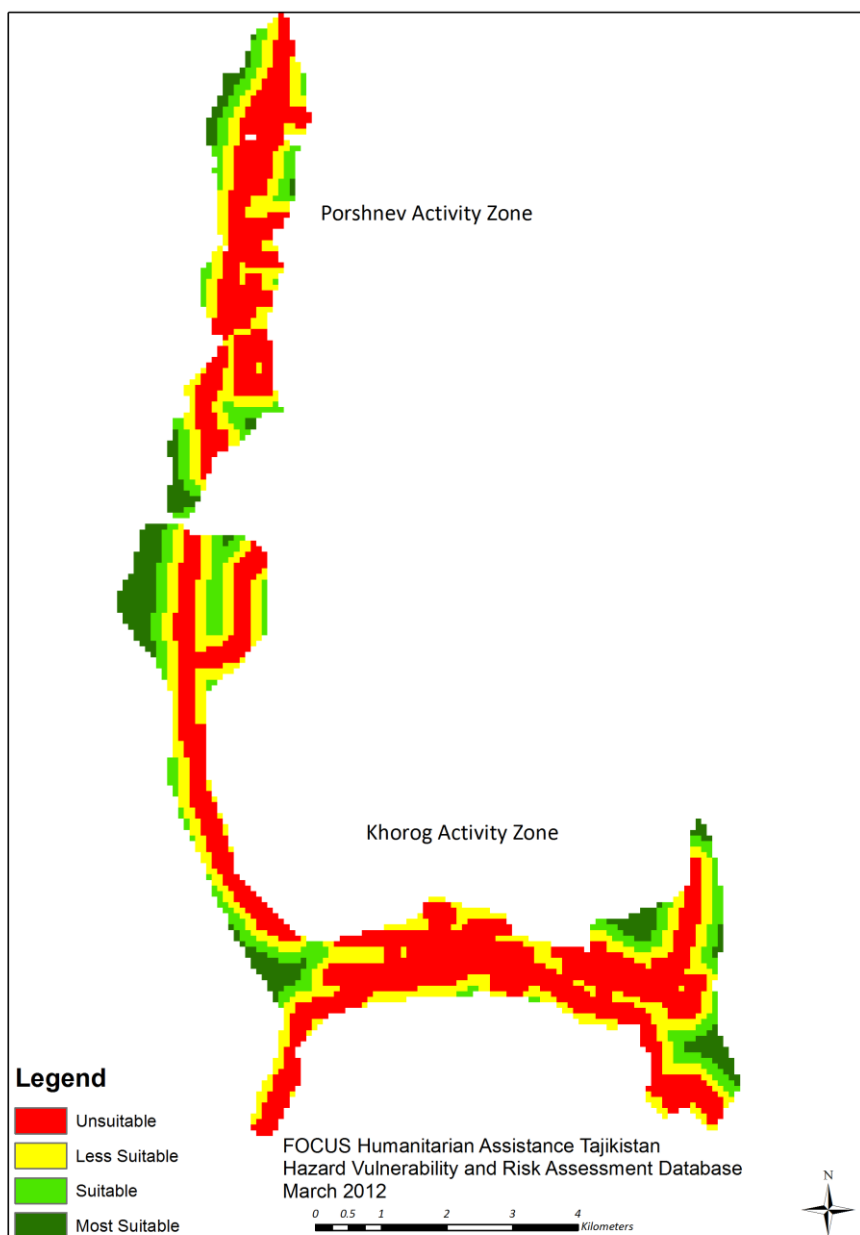 Porshnev Activity Zone
Khorog Activity Zone
Legend
Unsuitable
Less Suitable
Suitable
Most Suitable
FOCUS Humanitarian Assistance Tajikistan
Hazard Vulnerability and Risk Assessment Database
March 2012
0 0.5 1 2 3 4
Kilometers
N